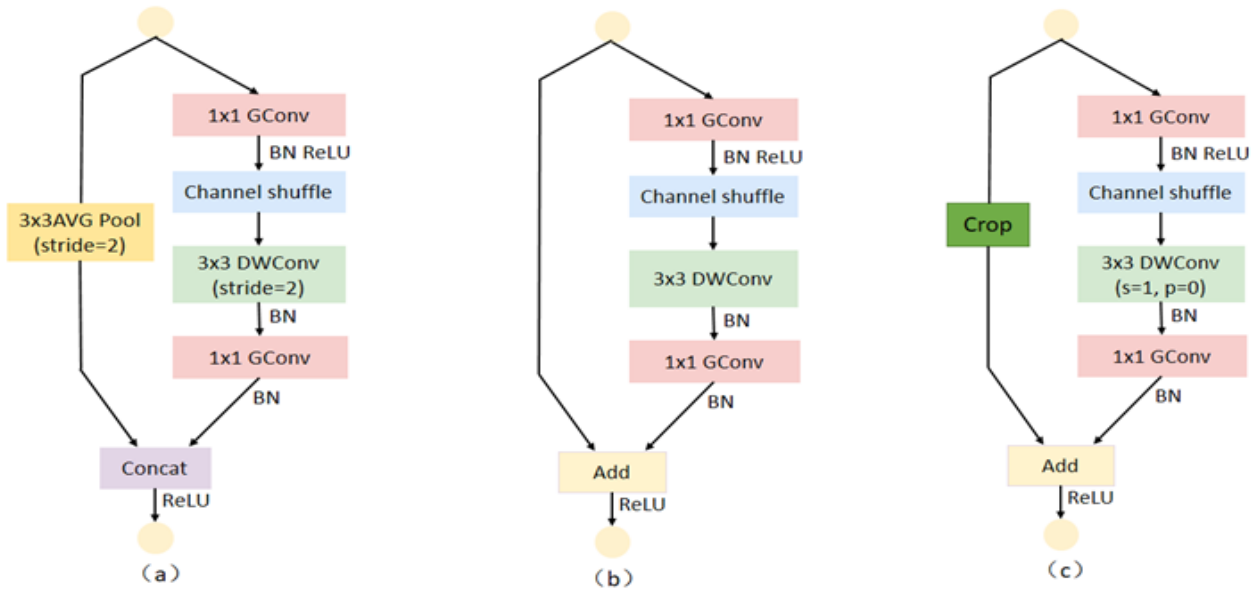 1x1 GConv
BN ReLU
Channel shuffle
3x3AVG Pool
(stride=2)
3x3 DWConv
(stride=2)
BN
1x1 GConv
BN
Concat
ReLU
(a)
1x1 GConv
BN ReLU
Channel shuffle
3x3 DWConv
BN
1x1 GConv
BN
Add
ReLU
(b)
1x1 GConv
BN ReLU
Channel shuffle
Crop
3x3 DWConv
(s=1, p=0)
BN
1x1 GConv
BN
Add
ReLU
(c)